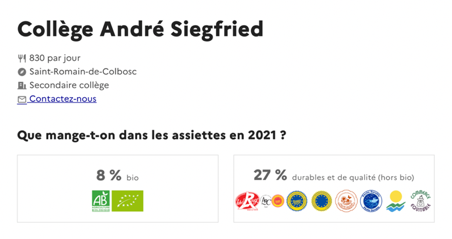 Collège André Siegfried
830 par jour
Saint-Romain-de-Colbosc
Secondaire collège
Contactez-nous
Que mange-t-on dans les assiettes en 2021 ?
8 % bio
27 % durables et de qualité (hors bio)
AB